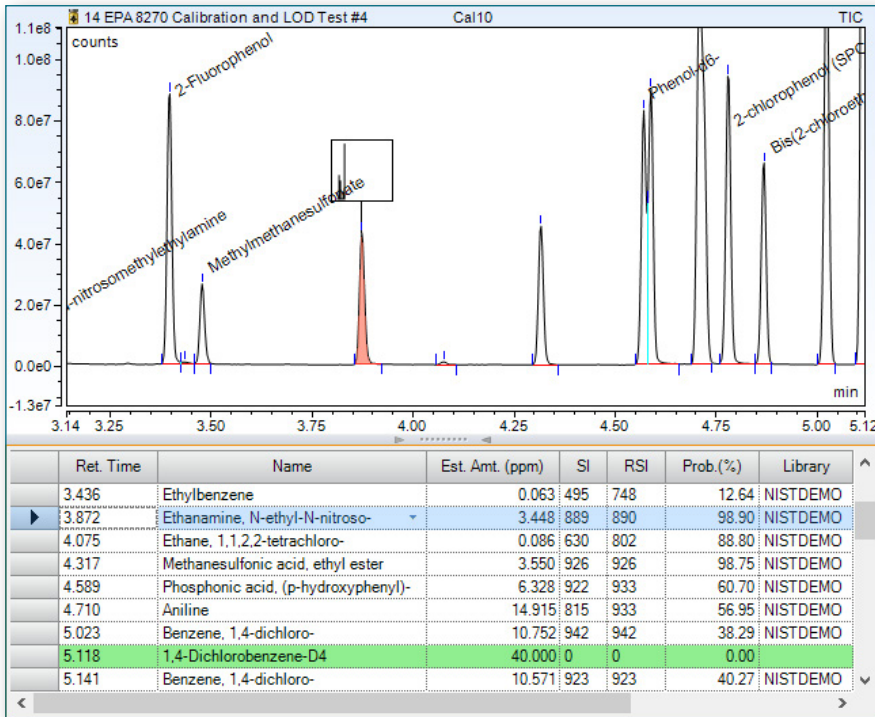 14 EPA 8270 Calibration and LOD Test #4 Cal10 TIC
1.1e8 counts
1.0e8
8.0e7
6.0e7
4.0e7
2.0e7
0.0e0
-1.3e7
2-Fluorophenol
-nitrosomethylethylamine
Methylmethanesulfonate
Phenol-d6-
2-chlorophenol (SPC
Bis(2-chloroeth
min
3.14 3.25 3.50 3.75 4.00 4.25 4.50 4.75 5.00 5.12
Ret. Time Name Est. Amt. (ppm) SI RSI Prob.(%) Library
3.436 Ethylbenzene 0.063 495 748 12.64 NISTDEMO
3.872 Ethanamine, N-ethyl-N-nitroso- 3.448 889 890 98.90 NISTDEMO
4.075 Ethane, 1,1,2,2-tetrachloro- 0.086 630 802 88.80 NISTDEMO
4.317 Methanesulfonic acid, ethyl ester 3.550 926 926 98.75 NISTDEMO
4.589 Phosphonic acid, (p-hydroxyphenyl)- 6.328 922 933 60.70 NISTDEMO
4.710 Aniline 14.915 815 933 56.95 NISTDEMO
5.023 Benzene, 1,4-dichloro- 10.752 942 942 38.29 NISTDEMO
5.118 1,4-Dichlorobenzene-D4 40.000 0 0 0.00
5.141 Benzene, 1,4-dichloro- 10.571 923 923 40.27 NISTDEMO